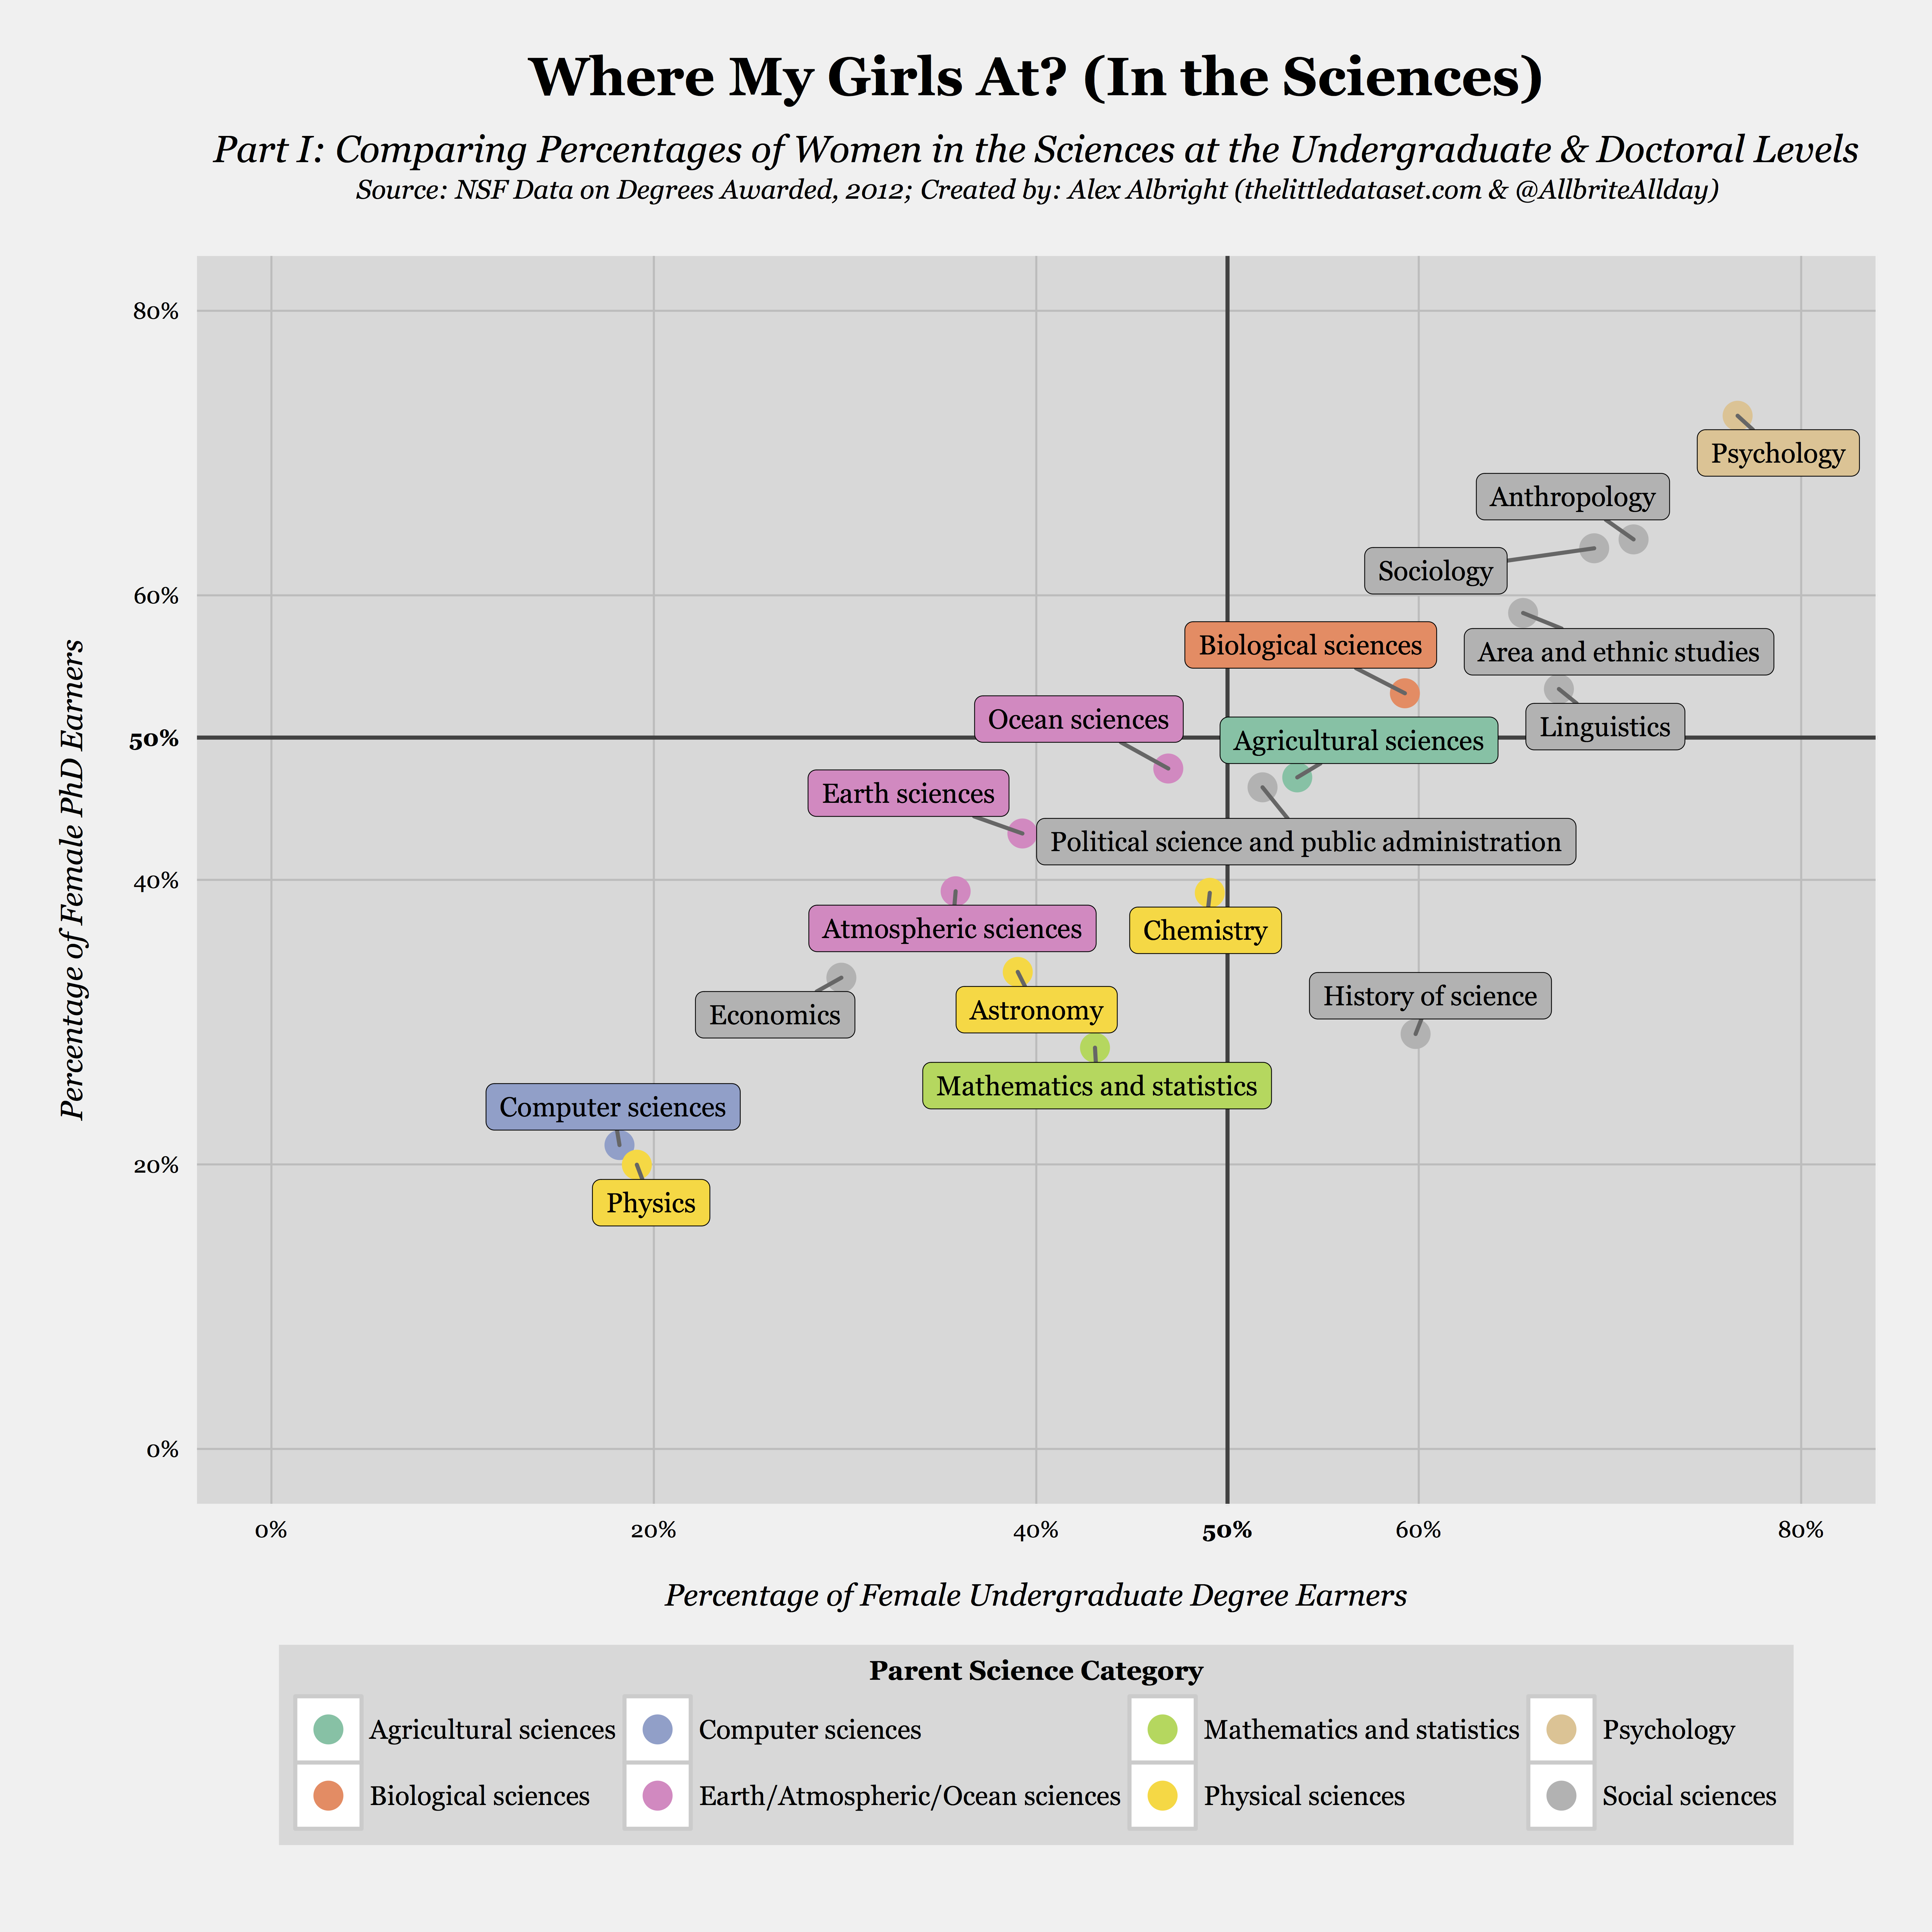 Where My Girls At? (In the Sciences)
Part I: Comparing Percentages of Women in the Sciences at the Undergraduate & Doctoral Levels
Source: NSF Data on Degrees Awarded, 2012; Created by: Alex Albright (thelittledataset.com & @AllbriteAllday)
Percentage of Female PhD Earners
80%
60%
50%
40%
20%
0%
Psychology
Anthropology
Sociology
Biological sciences
Area and ethnic studies
Ocean sciences
Linguistics
Agricultural sciences
Earth sciences
Political science and public administration
Atmospheric sciences
Chemistry
History of science
Economics
Astronomy
Mathematics and statistics
Computer sciences
Physics
0%
20%
40%
50%
60%
80%
Percentage of Female Undergraduate Degree Earners
Parent Science Category
Agricultural sciences
Computer sciences
Mathematics and statistics
Psychology
Biological sciences
Earth/Atmospheric/Ocean sciences
Physical sciences
Social sciences